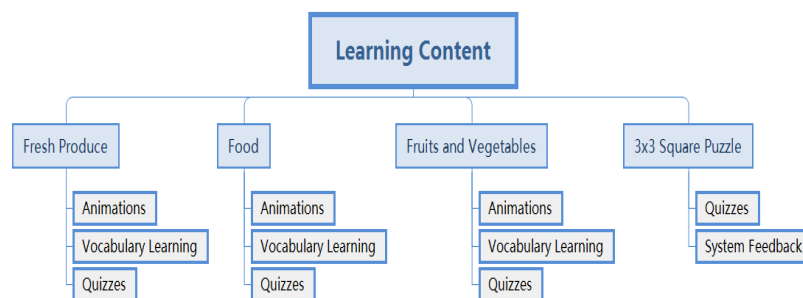 Learning Content
Fresh Produce
Animations
Vocabulary Learning
Quizzes
Food
Animations
Vocabulary Learning
Quizzes
Fruits and Vegetables
Animations
Vocabulary Learning
Quizzes
3x3 Square Puzzle
Quizzes
System Feedback